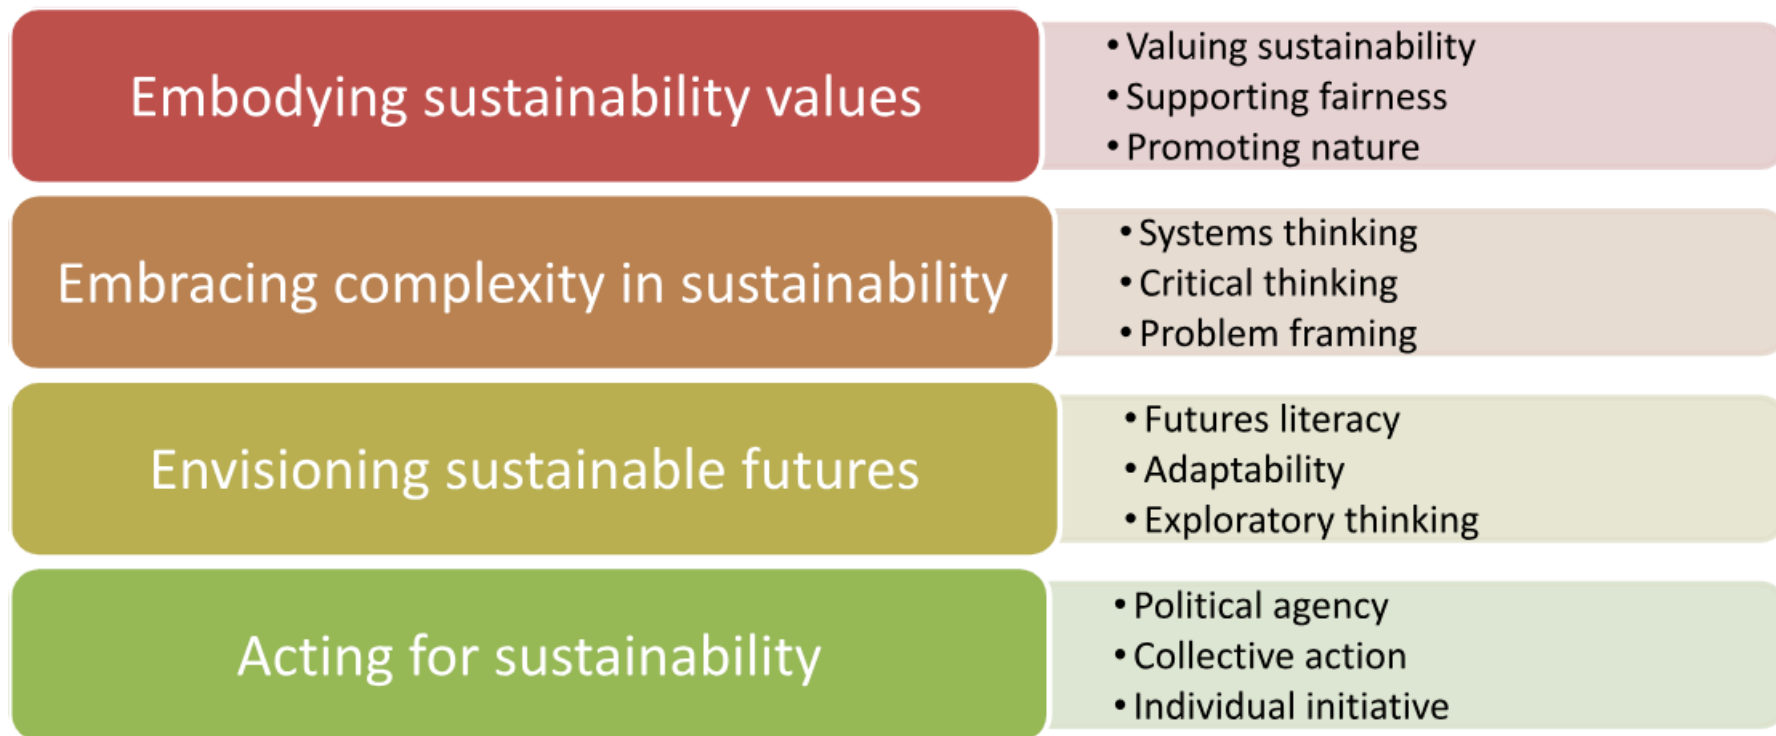 Embodying sustainability values
• Valuing sustainability
• Supporting fairness
• Promoting nature
Embracing complexity in sustainability
• Systems thinking
• Critical thinking
• Problem framing
Envisioning sustainable futures
• Futures literacy
• Adaptability
• Exploratory thinking
Acting for sustainability
• Political agency
• Collective action
• Individual initiative